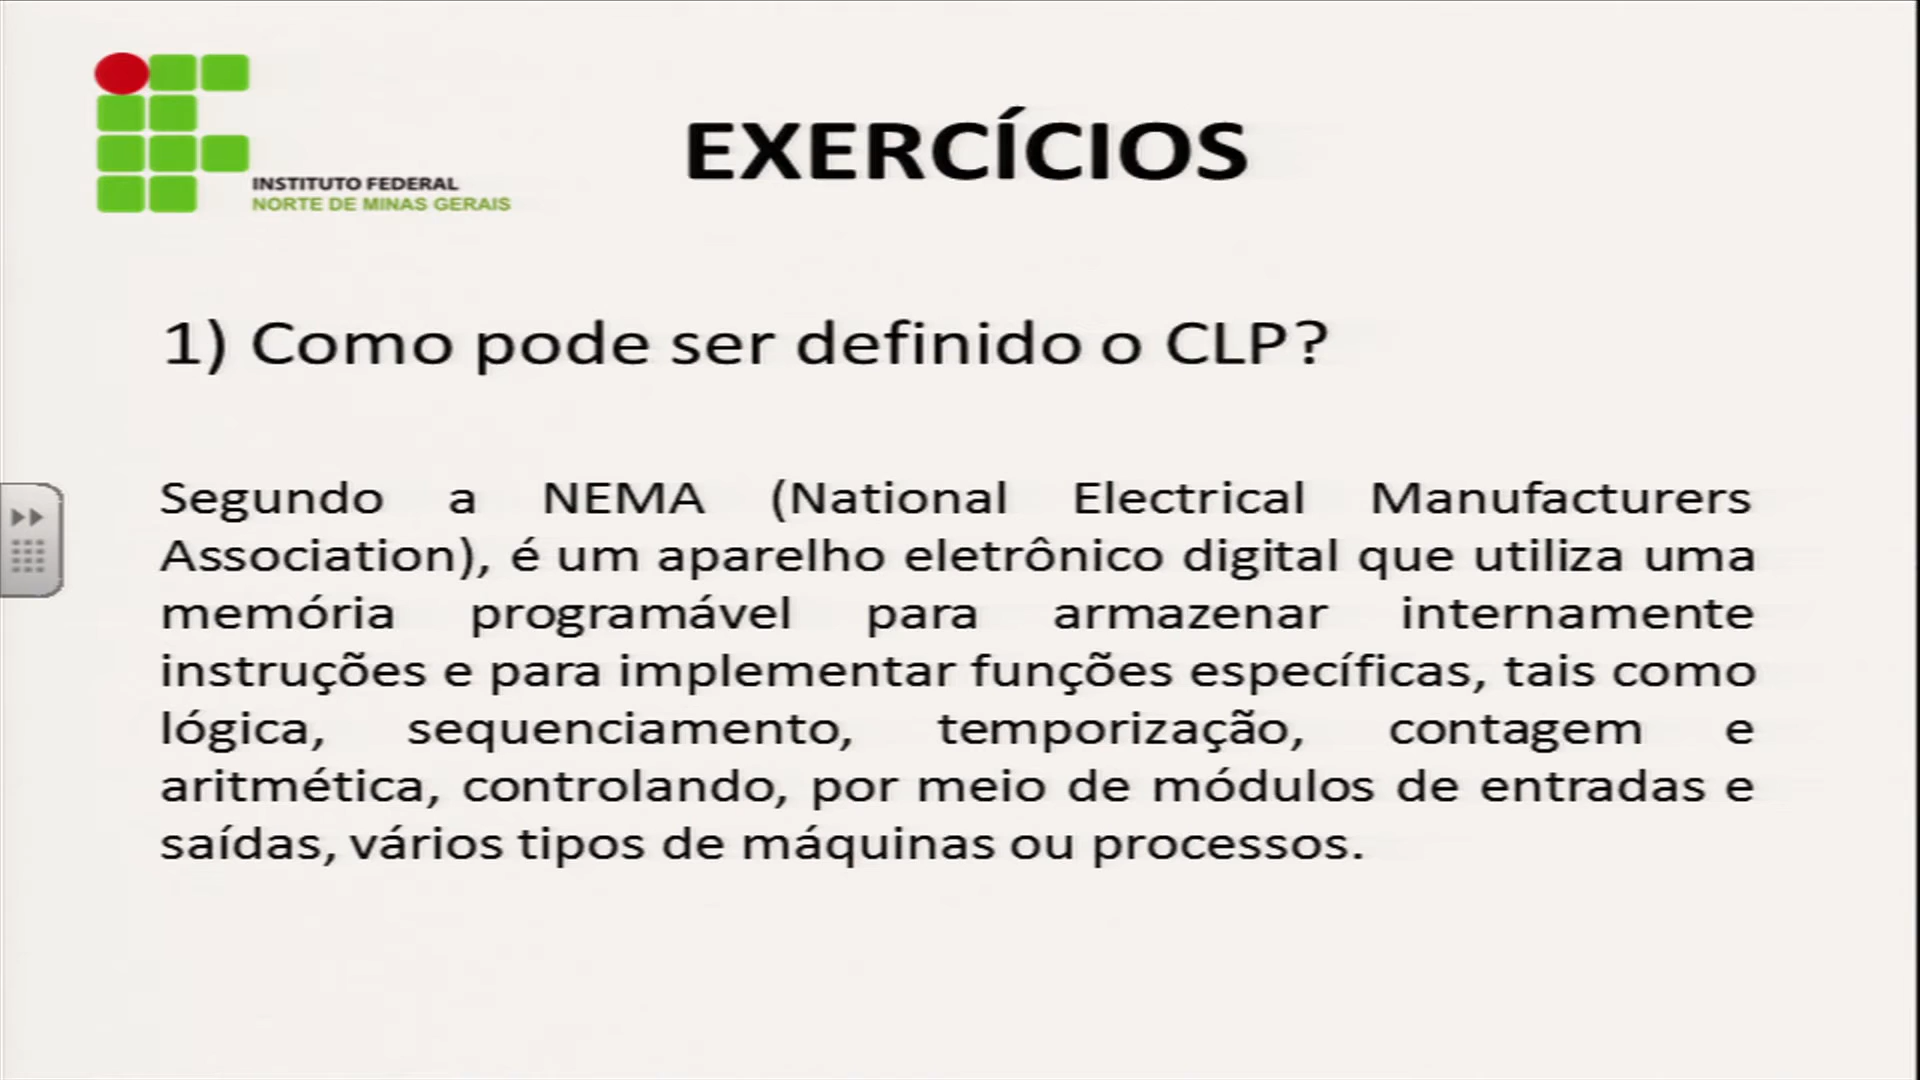 INSTITUTO FEDERAL
NORTE DE MINAS GERAIS
EXERCÍCIOS
1) Como pode ser definido o CLP?
Segundo a NEMA (National Electrical Manufacturers
Association), é um aparelho eletrônico digital que utiliza uma
memória programável para armazenar internamente
instruções e para implementar funções específicas, tais como
lógica, sequenciamento, temporização, contagem e
aritmética, controlando, por meio de módulos de entradas e
saídas, vários tipos de máquinas ou processos.